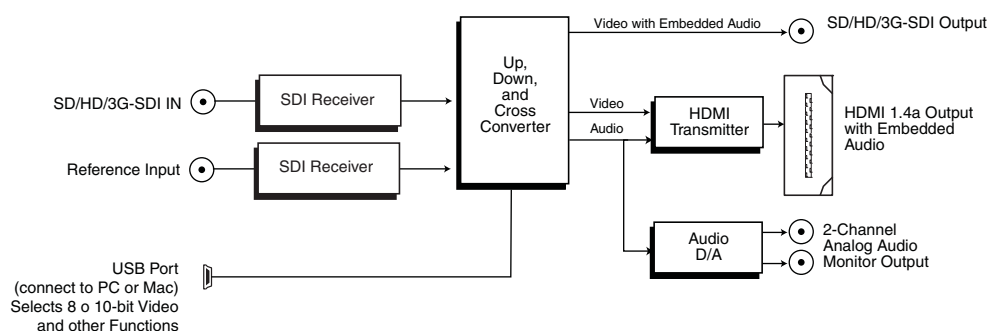 Video with Embedded Audio
SD/HD/3G-SDI Output
Up,
Down,
and
Cross
Converter
SD/HD/3G-SDI IN
SDI Receiver
Video
Audio
HDMI
Transmitter
HDMI 1.4a Output
with Embedded
Audio
Reference Input
SDI Receiver
Audio
D/A
2-Channel
Analog Audio
Monitor Output
USB Port
(connect to PC or Mac)
Selects 8 o 10-bit Video
and other Functions